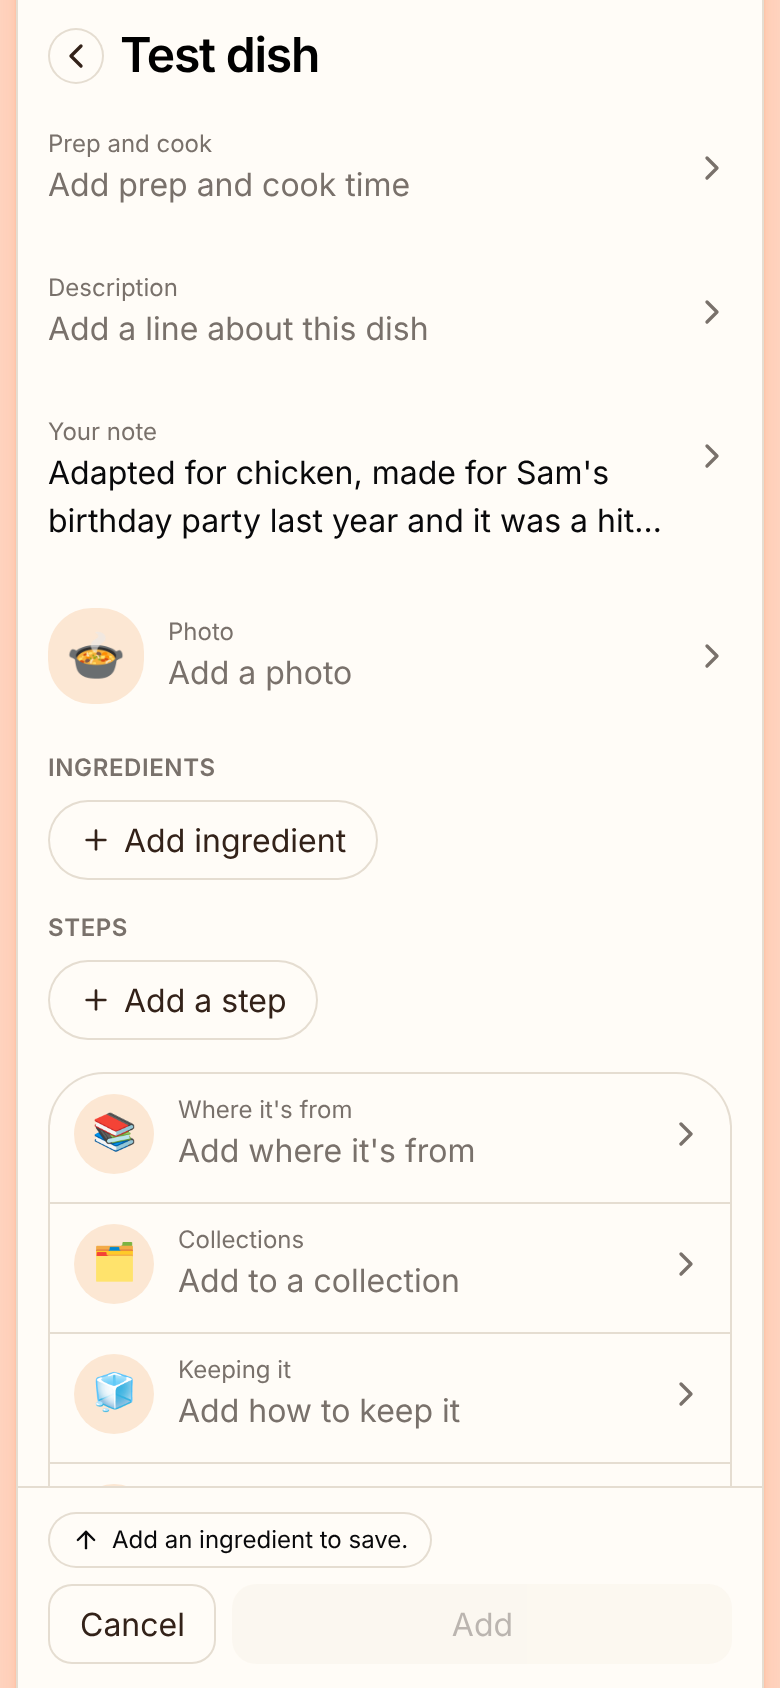 Test dish
Prep and cook
Add prep and cook time
Description
Add a line about this dish
Your note
Adapted for chicken, made for Sam's
birthday party last year and it was a hit...
Photo
Add a photo
INGREDIENTS
+ Add ingredient
STEPS
+ Add a step
Where it's from
Add where it's from
Collections
Add to a collection
Keeping it
Add how to keep it
Add an ingredient to save.
Cancel
Add